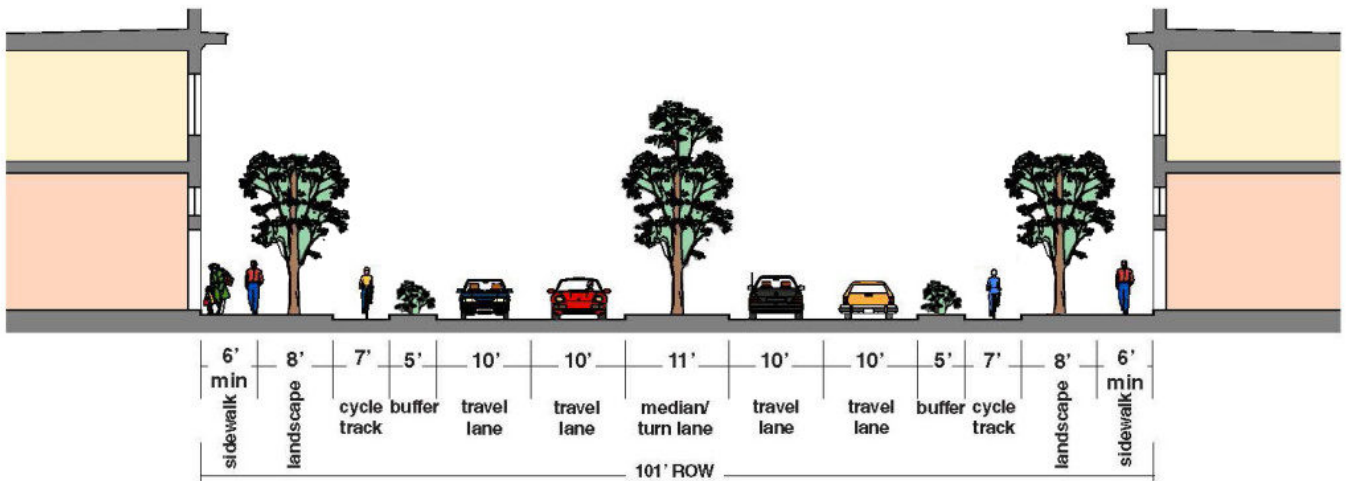 6' 8' 7' 5' 10' 10' 11' 10' 10' 5' 7' 8' 6'
min min
sidewalk
landscape
cycle
track
buffer
travel
lane
travel
lane
median/
turn lane
travel
lane
travel
lane
buffer
cycle
track
landscape
sidewalk
101' ROW